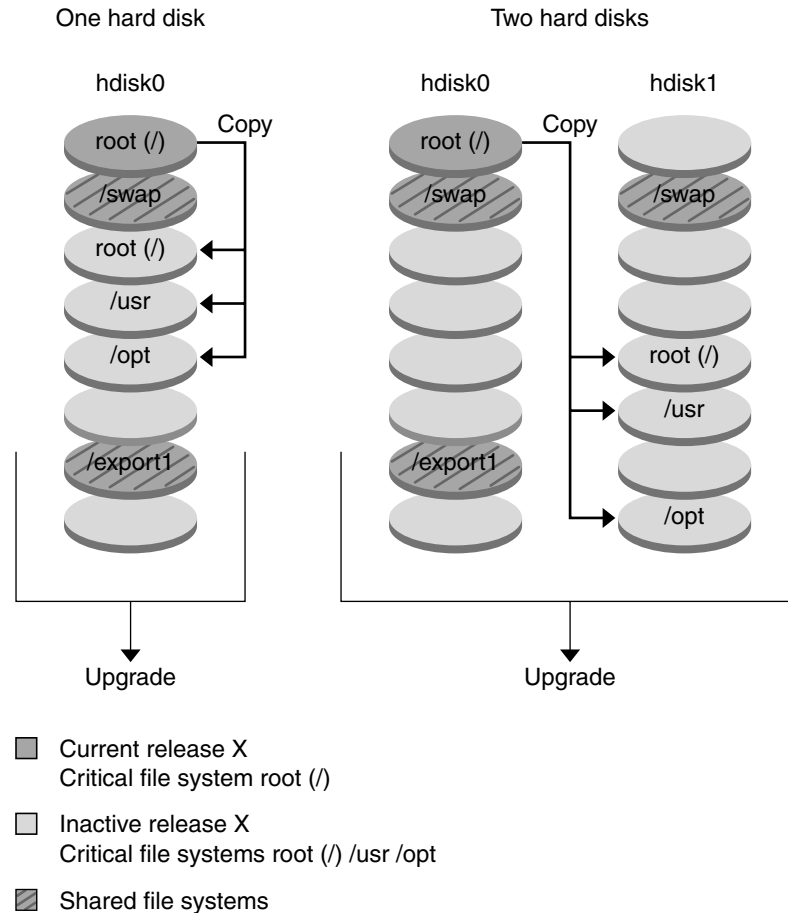 One hard disk
Two hard disks
hdisk0
hdisk0
hdisk1
root (/)
Copy
root (/)
Copy
/swap
/swap
/swap
root (/)
/usr
/opt
root (/)
/usr
/export1
/export1
/opt
Upgrade
Upgrade
Current release X
Critical file system root (/)
Inactive release X
Critical file systems root (/) /usr /opt
Shared file systems